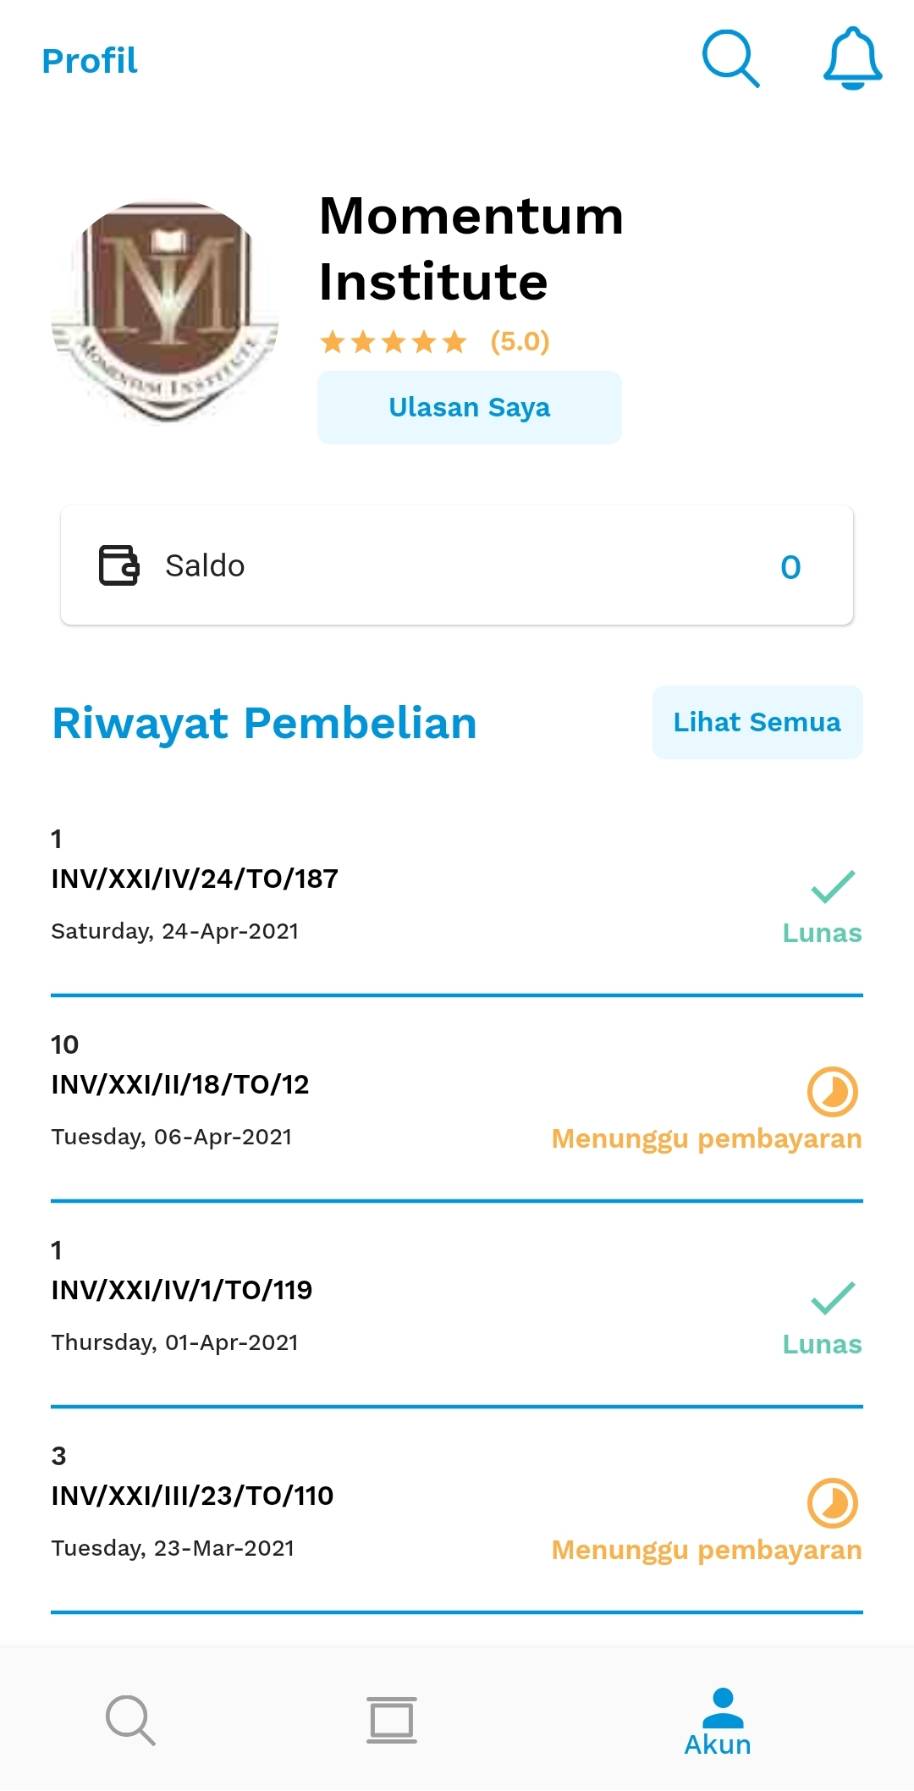 Profil
Momentum
Institute
(5.0)
Ulasan Saya
MOMENTUM INSTITUTE
Saldo
0
Riwayat Pembelian
Lihat Semua
1
INV/XXI/IV/24/TO/187
Saturday, 24-Apr-2021
Lunas
10
INV/XXI/II/18/TO/12
Tuesday, 06-Apr-2021
Menunggu pembayaran
1
INV/XXI/IV/1/TO/119
Thursday, 01-Apr-2021
Lunas
3
INV/XXI/III/23/TO/110
Tuesday, 23-Mar-2021
Menunggu pembayaran
Akun